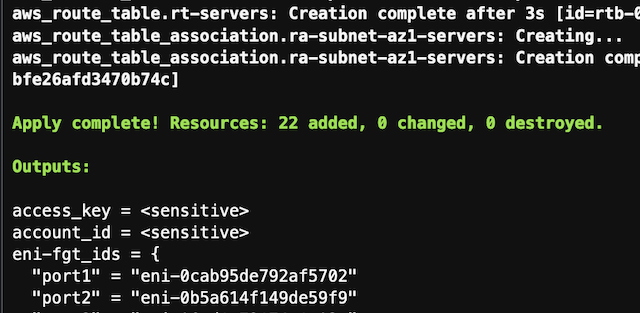 aws_route_table.rt-servers: Creation complete after 3s [id=rtb-0
aws_route_table_association.ra-subnet-az1-servers: Creating...
aws_route_table_association.ra-subnet-az1-servers: Creation comp
bfe26afd3470b74c]
Apply complete! Resources: 22 added, 0 changed, 0 destroyed.
Outputs:
access_key = <sensitive>
account_id = <sensitive>
eni-fgt_ids = {
"port1" = "eni-0cab95de792af5702"
"port2" = "eni-0b5a614f149de59f9"